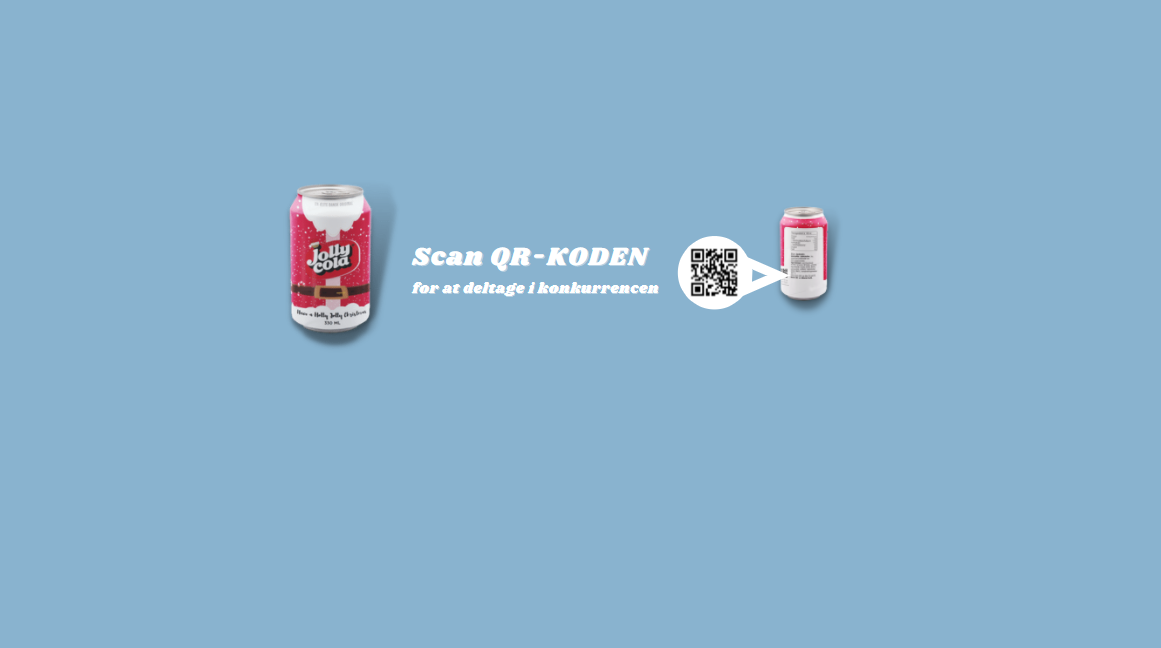 Jolly
cola
Have a Holly Jolly Christmas
330 ML
Scan QR-KODEN
for at deltage i konkurrencen